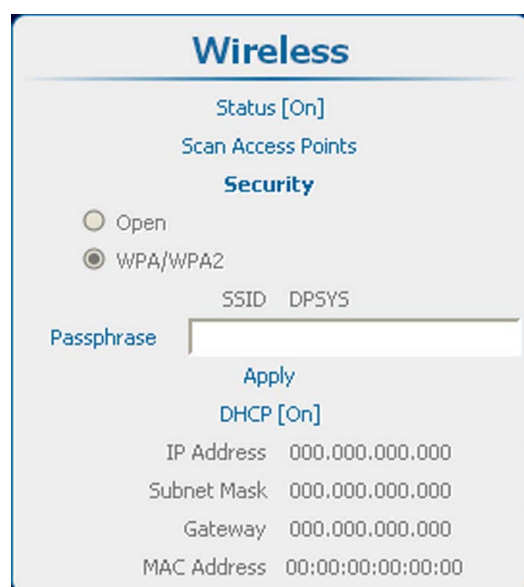 Wireless
Status [On]
Scan Access Points
Security
Open
WPA/WPA2
SSID DPSYS
Passphrase
Apply
DHCP [On]
IP Address 000.000.000.000
Subnet Mask 000.000.000.000
Gateway 000.000.000.000
MAC Address 00:00:00:00:00:00